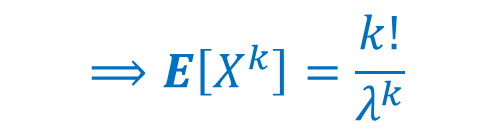 ⟹ E[X^k] = k!/λ^k